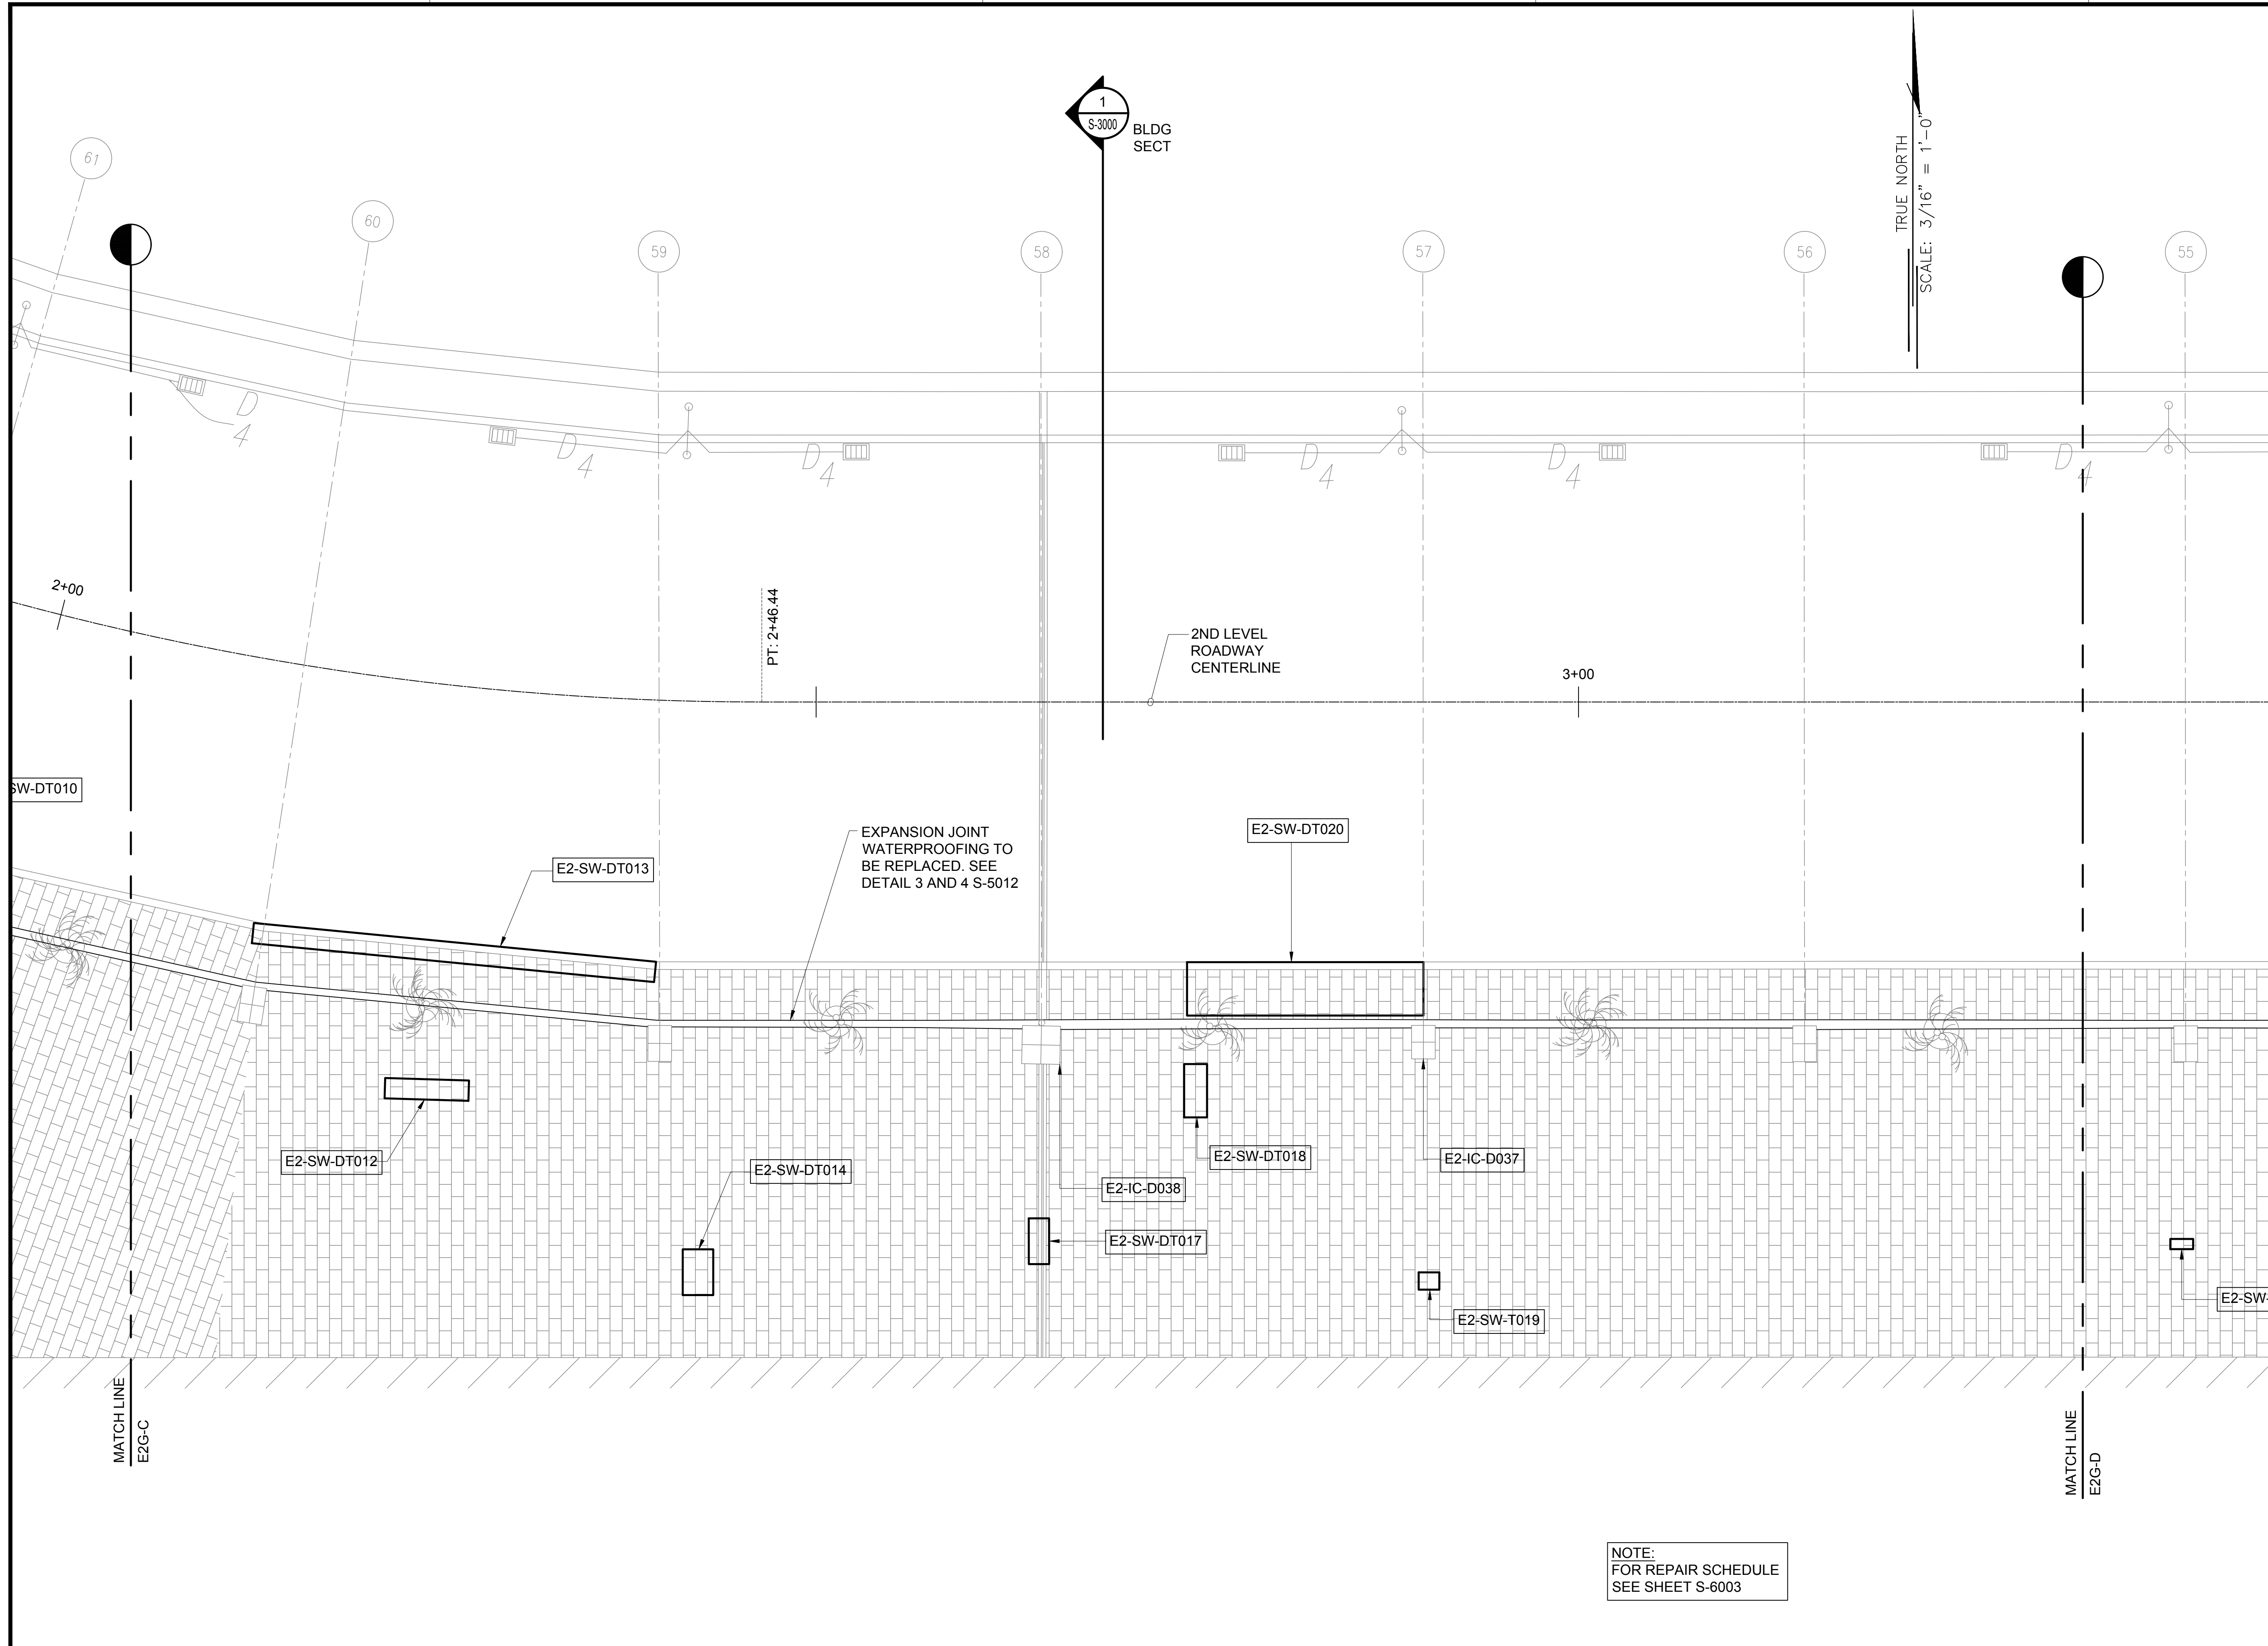 1
S-3000
BLDG
SECT
TRUE NORTH
SCALE: 3/16" = 1'-0"
61
60
59
58
57
56
55
D
4
D
4
D
4
D
4
D
4
D
4
2+00
PT: 2+46.44
2ND LEVEL
ROADWAY
CENTERLINE
3+00
SW-DT010
E2-SW-DT013
EXPANSION JOINT
WATERPROOFING TO
BE REPLACED. SEE
DETAIL 3 AND 4 S-5012
E2-SW-DT020
E2-SW-DT012
E2-SW-DT014
E2-IC-D038
E2-SW-DT018
E2-IC-D037
E2-SW-DT017
E2-SW-T019
E2-SW-
MATCH LINE
E2G-C
MATCH LINE
E2G-D
NOTE:
FOR REPAIR SCHEDULE
SEE SHEET S-6003